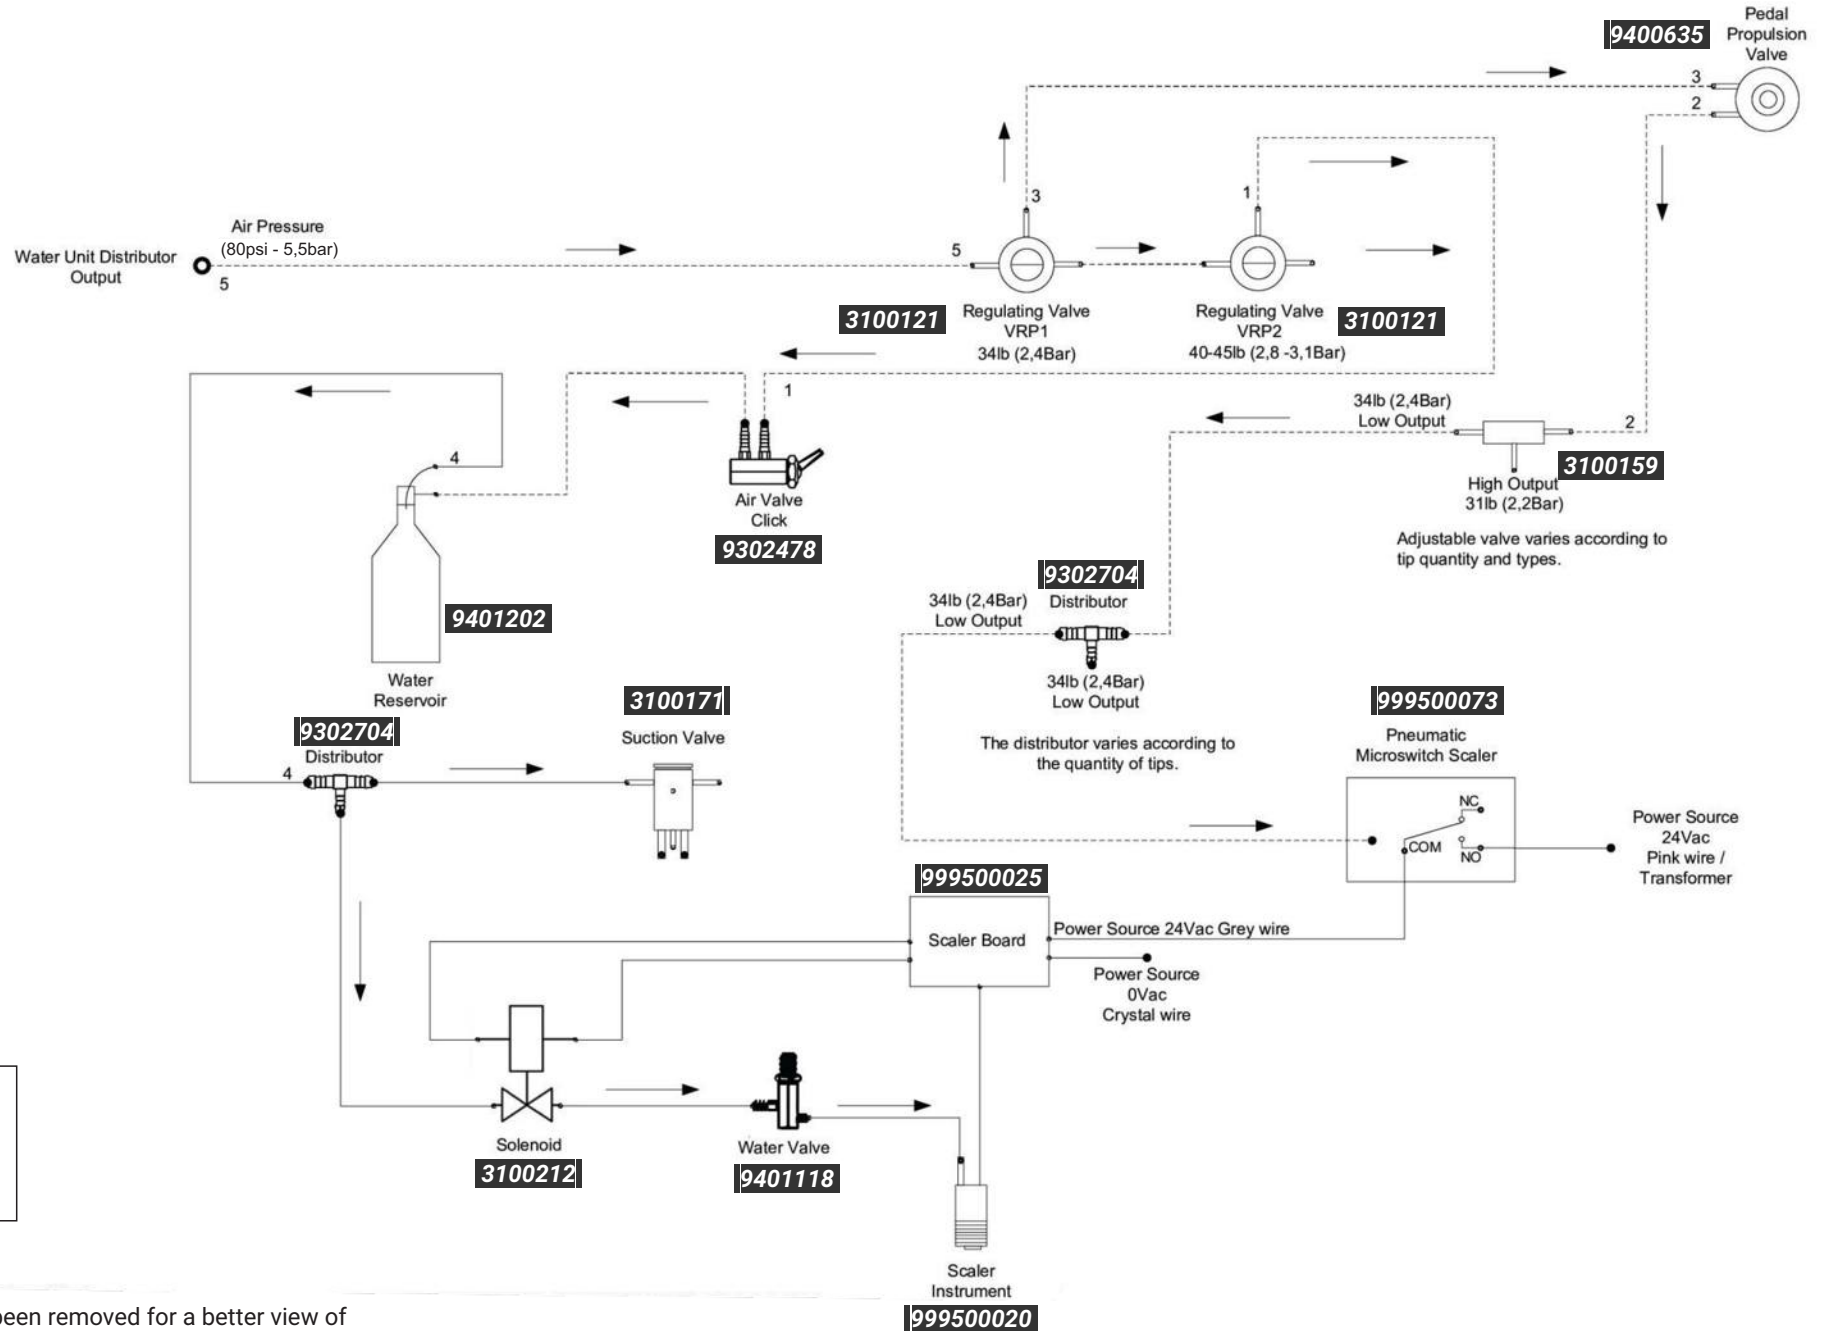 Pedal
Propulsion
Valve
9400635
3
2
Air Pressure
(80psi - 5,5bar)
Water Unit Distributor
Output
5
5
3
1
3100121
Regulating Valve
VRP1
34lb (2,4Bar)
Regulating Valve
VRP2
40-45lb (2,8 -3,1Bar)
3100121
1
34lb (2,4Bar)
Low Output
2
3100159
High Output
31lb (2,2Bar)
Adjustable valve varies according to
tip quantity and types.
4
Air Valve
Click
9302478
9401202
Water
Reservoir
9302704
Distributor
34lb (2,4Bar)
Low Output
34lb (2,4Bar)
Low Output
The distributor varies according to
the quantity of tips.
9302704
Distributor
4
3100171
Suction Valve
999500073
Pneumatic
Microswitch Scaler
NC
COM
NO
Power Source
24Vac
Pink wire /
Transformer
999500025
Scaler Board
Power Source 24Vac Grey wire
Power Source
0Vac
Crystal wire
Solenoid
3100212
Water Valve
9401118
Scaler
Instrument
999500020
been removed for a better view of